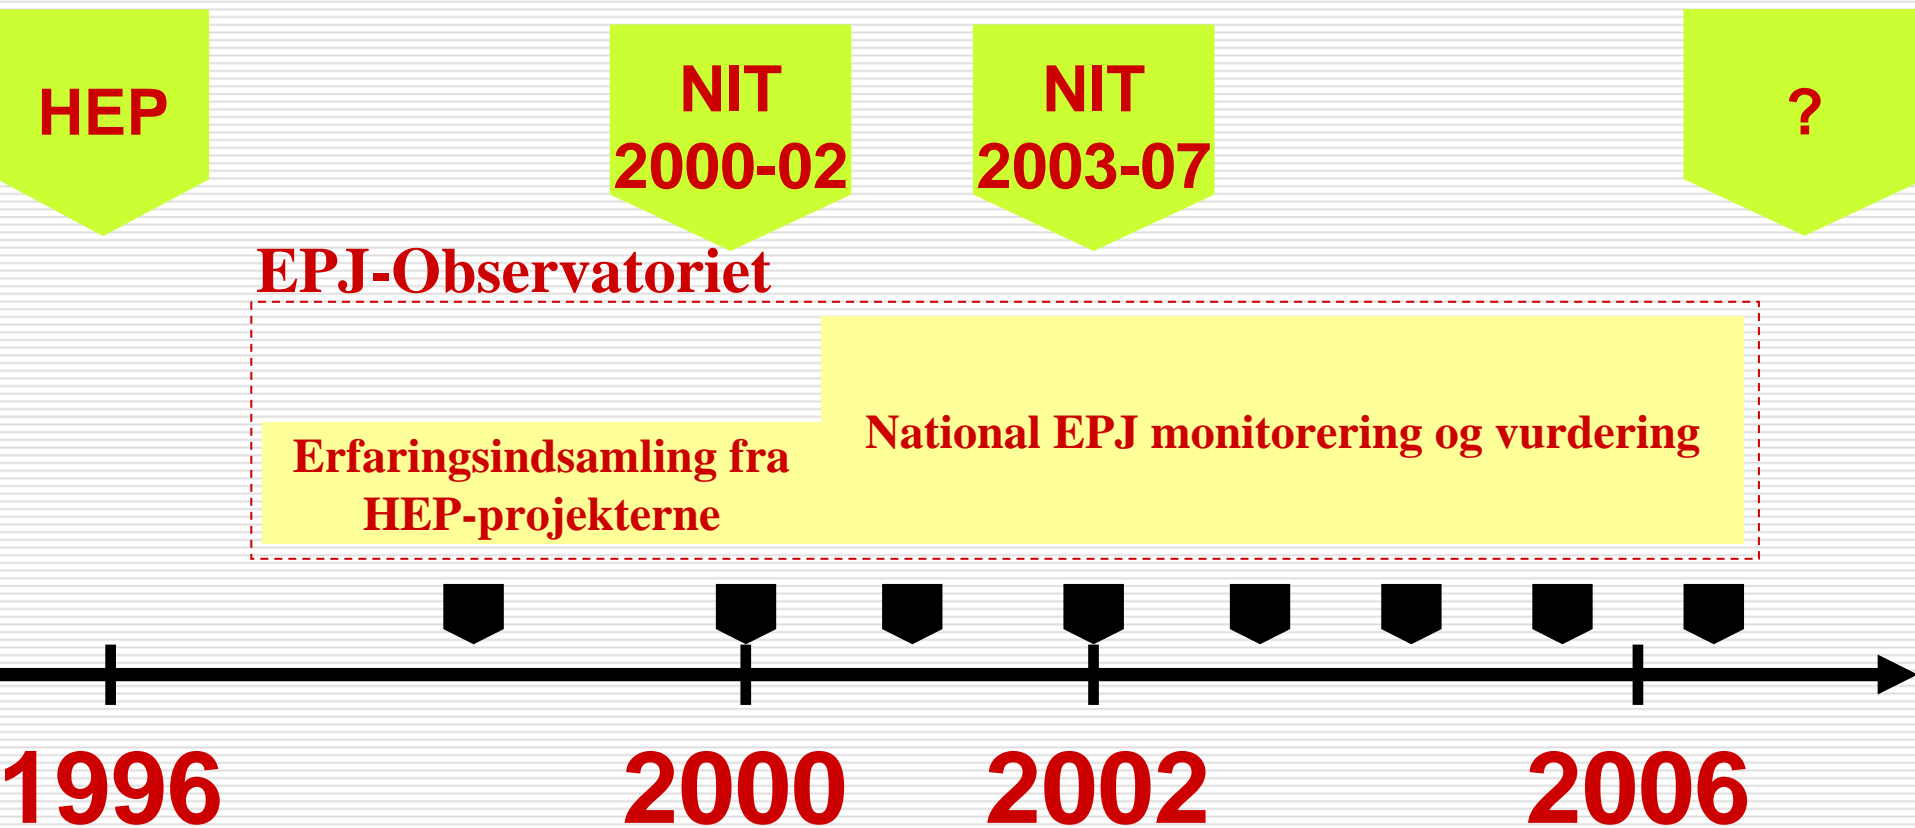 HEP
NIT
2000-02
NIT
2003-07
?
EPJ-Observatoriet
Erfaringsindsamling fra
HEP-projekterne
National EPJ monitorering og vurdering
1996
2000
2002
2006